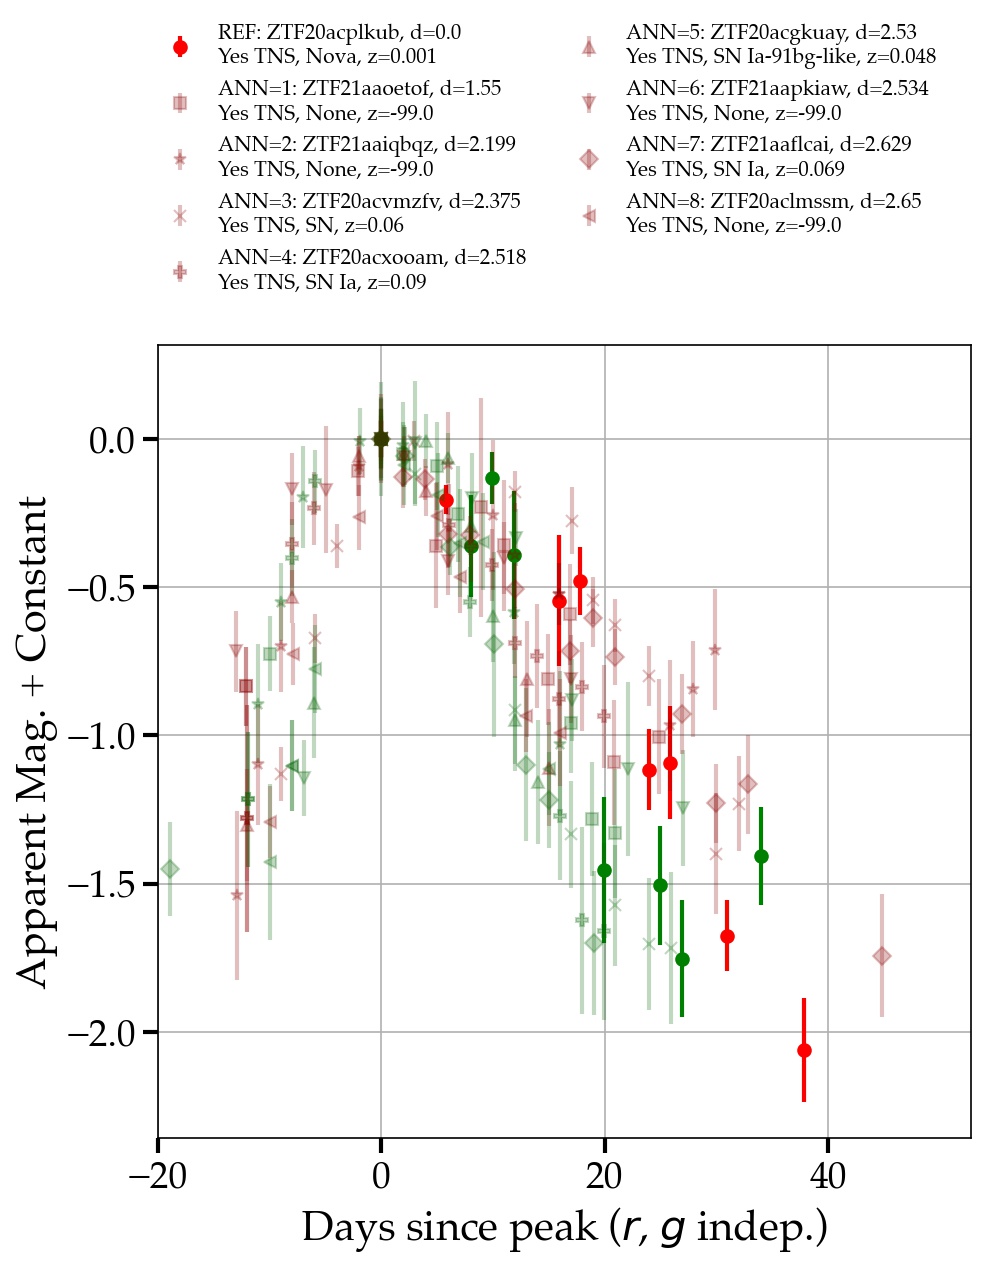 REF: ZTF20acplkub, d=0.0
Yes TNS, Nova, z=0.001
ANN=1: ZTF21aaoetof, d=1.55
Yes TNS, None, z=-99.0
ANN=2: ZTF21aaiqbqz, d=2.199
Yes TNS, None, z=-99.0
ANN=3: ZTF20acvmzfv, d=2.375
Yes TNS, SN, z=0.06
ANN=4: ZTF20acxooam, d=2.518
Yes TNS, SN Ia, z=0.09
ANN=5: ZTF20acgkuay, d=2.53
Yes TNS, SN Ia-91bg-like, z=0.048
ANN=6: ZTF21aapkiaw, d=2.534
Yes TNS, None, z=-99.0
ANN=7: ZTF21aaflcai, d=2.629
Yes TNS, SN Ia, z=0.069
ANN=8: ZTF20aclmssm, d=2.65
Yes TNS, None, z=-99.0
Apparent Mag. + Constant
0.0
−0.5
−1.0
−1.5
−2.0
−20 0 20 40
Days since peak (r, g indep.)